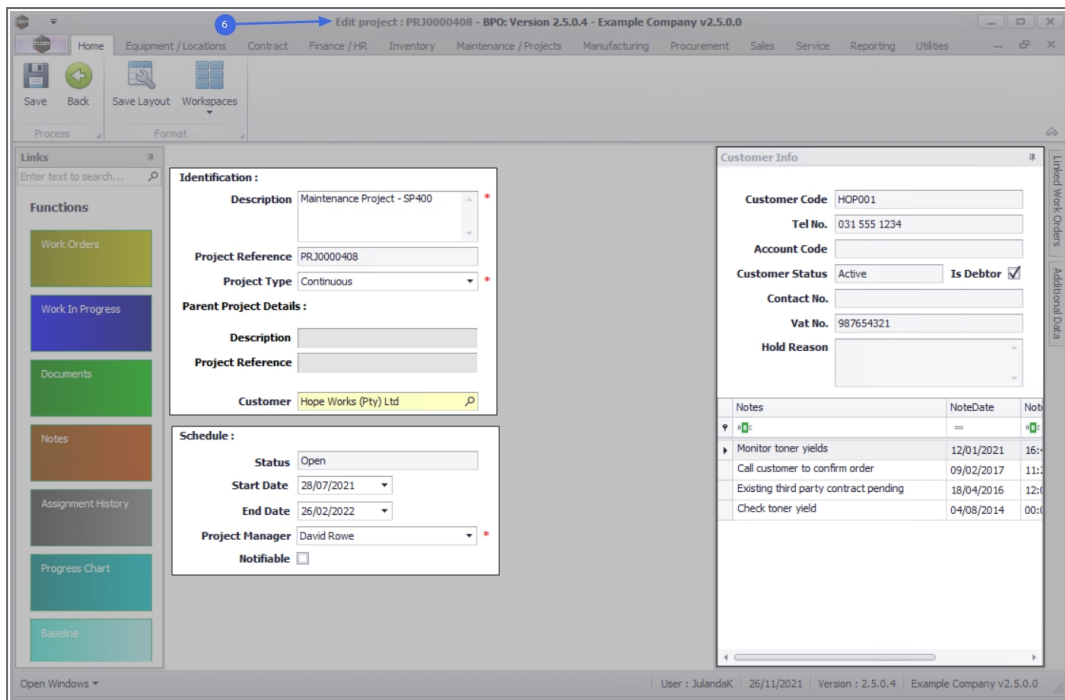 6
Edit project : PRJ0000408 - BPO: Version 2.5.0.4 - Example Company v2.5.0.0
Home Equipment / Locations Contract Finance / HR Inventory Maintenance / Projects Manufacturing Procurement Sales Service Reporting Utilities
Save Back Save Layout Workspaces
Process Format
Links
Enter text to search...
Functions
Work Orders
Work In Progress
Documents
Notes
Assignment History
Progress Chart
Baseline
Identification :
Description Maintenance Project - SP400 *
Project Reference PRJ0000408
Project Type Continuous *
Parent Project Details :
Description
Project Reference
Customer Hope Works (Pty) Ltd
Schedule :
Status Open
Start Date 28/07/2021
End Date 26/02/2022
Project Manager David Rowe *
Notifiable
Customer Info
Customer Code HOP001
Tel No. 031 555 1234
Account Code
Customer Status Active Is Debtor
Contact No.
Vat No. 987654321
Hold Reason
Notes NoteDate
=
Monitor toner yields 12/01/2021
Call customer to confirm order 09/02/2017
Existing third party contract pending 18/04/2016
Check toner yield 04/08/2014
Linked Work Orders
Additional Data
Open Windows User : JulandaK 26/11/2021 Version : 2.5.0.4 Example Company v2.5.0.0